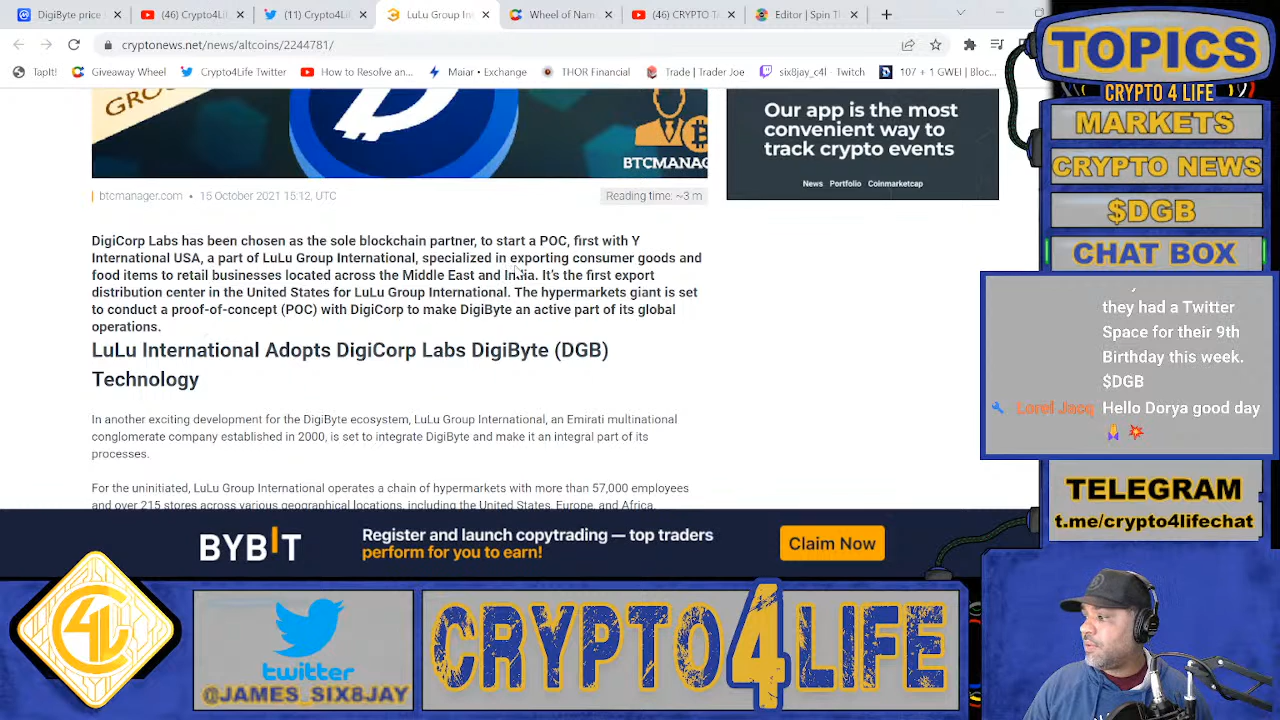 DigiByte price
(46) Crypto4Lif
(11) Crypto4L
LuLu Group In
Wheel of Nam
(46) CRYPTO T
Editor | Spin T
cryptonews.net/news/altcoins/2244781/
TapIt!
Giveaway Wheel
Crypto4Life Twitter
How to Resolve an...
Maiar • Exchange
THOR Financial
Trade | Trader Joe
xix8jay_c4l - Twitch
107 + 1 GWEI | Bloc...
GROU
BTCMANAG
Our app is the most
convenient way to
track crypto events
News Portfolio Coinmarketcap
btcmanager.com • 15 October 2021 15:12, UTC
Reading time: ~3 m
DigiCorp Labs has been chosen as the sole blockchain partner, to start a POC, first with Y
International USA, a part of LuLu Group International, specialized in exporting consumer goods and
food items to retail businesses located across the Middle East and India. It's the first export
distribution center in the United States for LuLu Group International. The hypermarkets giant is set
to conduct a proof-of-concept (POC) with DigiCorp to make DigiByte an active part of its global
operations.
LuLu International Adopts DigiCorp Labs DigiByte (DGB)
Technology
In another exciting development for the DigiByte ecosystem, LuLu Group International, an Emirati multinational
conglomerate company established in 2000, is set to integrate DigiByte and make it an integral part of its
processes.
For the uninitiated, LuLu Group International operates a chain of hypermarkets with more than 57,000 employees
and over 215 stores across various geographical locations, including the United States, Europe, and Africa.
BYBIT
Register and launch copytrading — top traders
perform for you to earn!
Claim Now
TOPICS
CRYPTO 4 LIFE
MARKETS
CRYPTO NEWS
$DGB
CHAT BOX
they had a Twitter
Space for their 9th
Birthday this week.
$DGB
Lorol Jacq Hello Dorya good day
TELEGRAM
t.me/crypto4lifechat
C4L
twitter
@JAMES_SIX8JAY
CRYPTO4LIFE